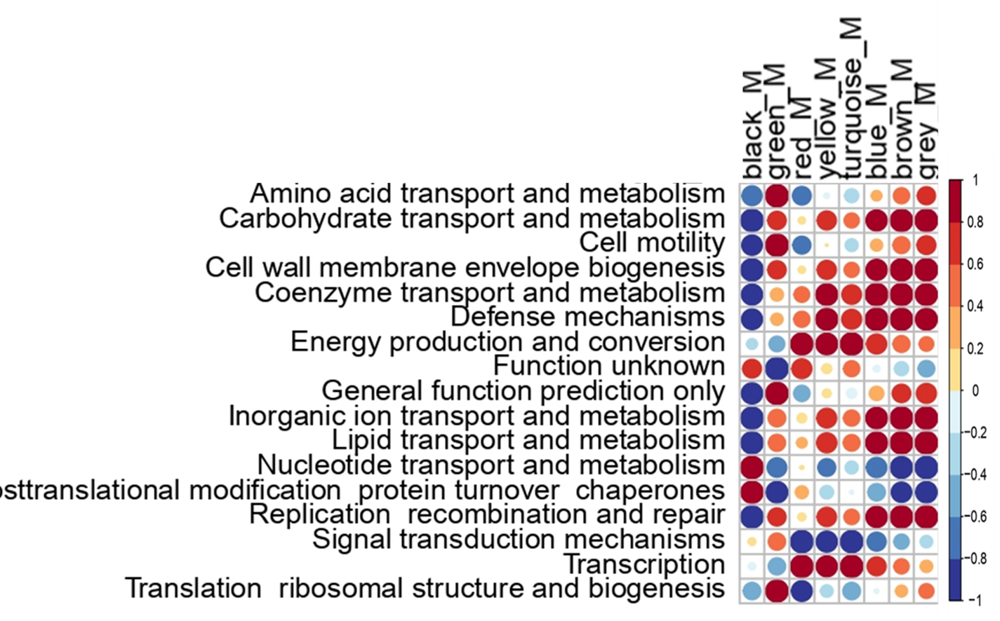 black_M
green_M
red_M
yellow_M
turquoise_M
blue_M
brown_M
grey_M
Amino acid transport and metabolism
Carbohydrate transport and metabolism
Cell motility
Cell wall membrane envelope biogenesis
Coenzyme transport and metabolism
Defense mechanisms
Energy production and conversion
Function unknown
General function prediction only
Inorganic ion transport and metabolism
Lipid transport and metabolism
Nucleotide transport and metabolism
osttranslational modification  protein turnover  chaperones
Replication  recombination and repair
Signal transduction mechanisms
Transcription
Translation  ribosomal structure and biogenesis
1
0.8
0.6
0.4
0.2
0
−0.2
−0.4
−0.6
−0.8
−1